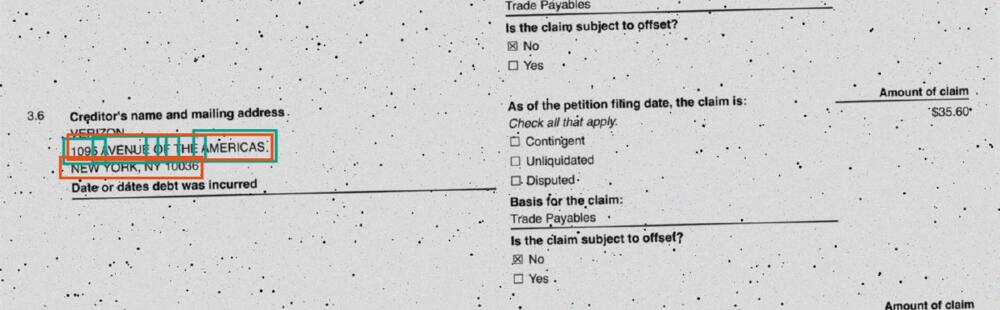 Trade Payables
Is the claim subject to offset?
☒ No
☐ Yes
3.6 Creditor's name and mailing address
VERIZON
1095 AVENUE OF THE AMERICAS
NEW YORK, NY 10036
Date or dates debt was incurred
As of the petition filing date, the claim is:
Check all that apply.
☐ Contingent
☐ Unliquidated
☐ Disputed
Basis for the claim:
Trade Payables
Is the claim subject to offset?
☒ No
☐ Yes
Amount of claim
$35.60
Amount of claim